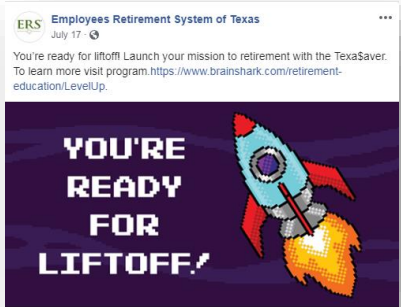 ERS
Employees Retirement System of Texas
July 17 ·
You're ready for liftoff! Launch your mission to retirement with the Texa$aver.
To learn more visit program.https://www.brainshark.com/retirement-
education/LevelUp.
YOU'RE
READY
FOR
LIFTOFF!